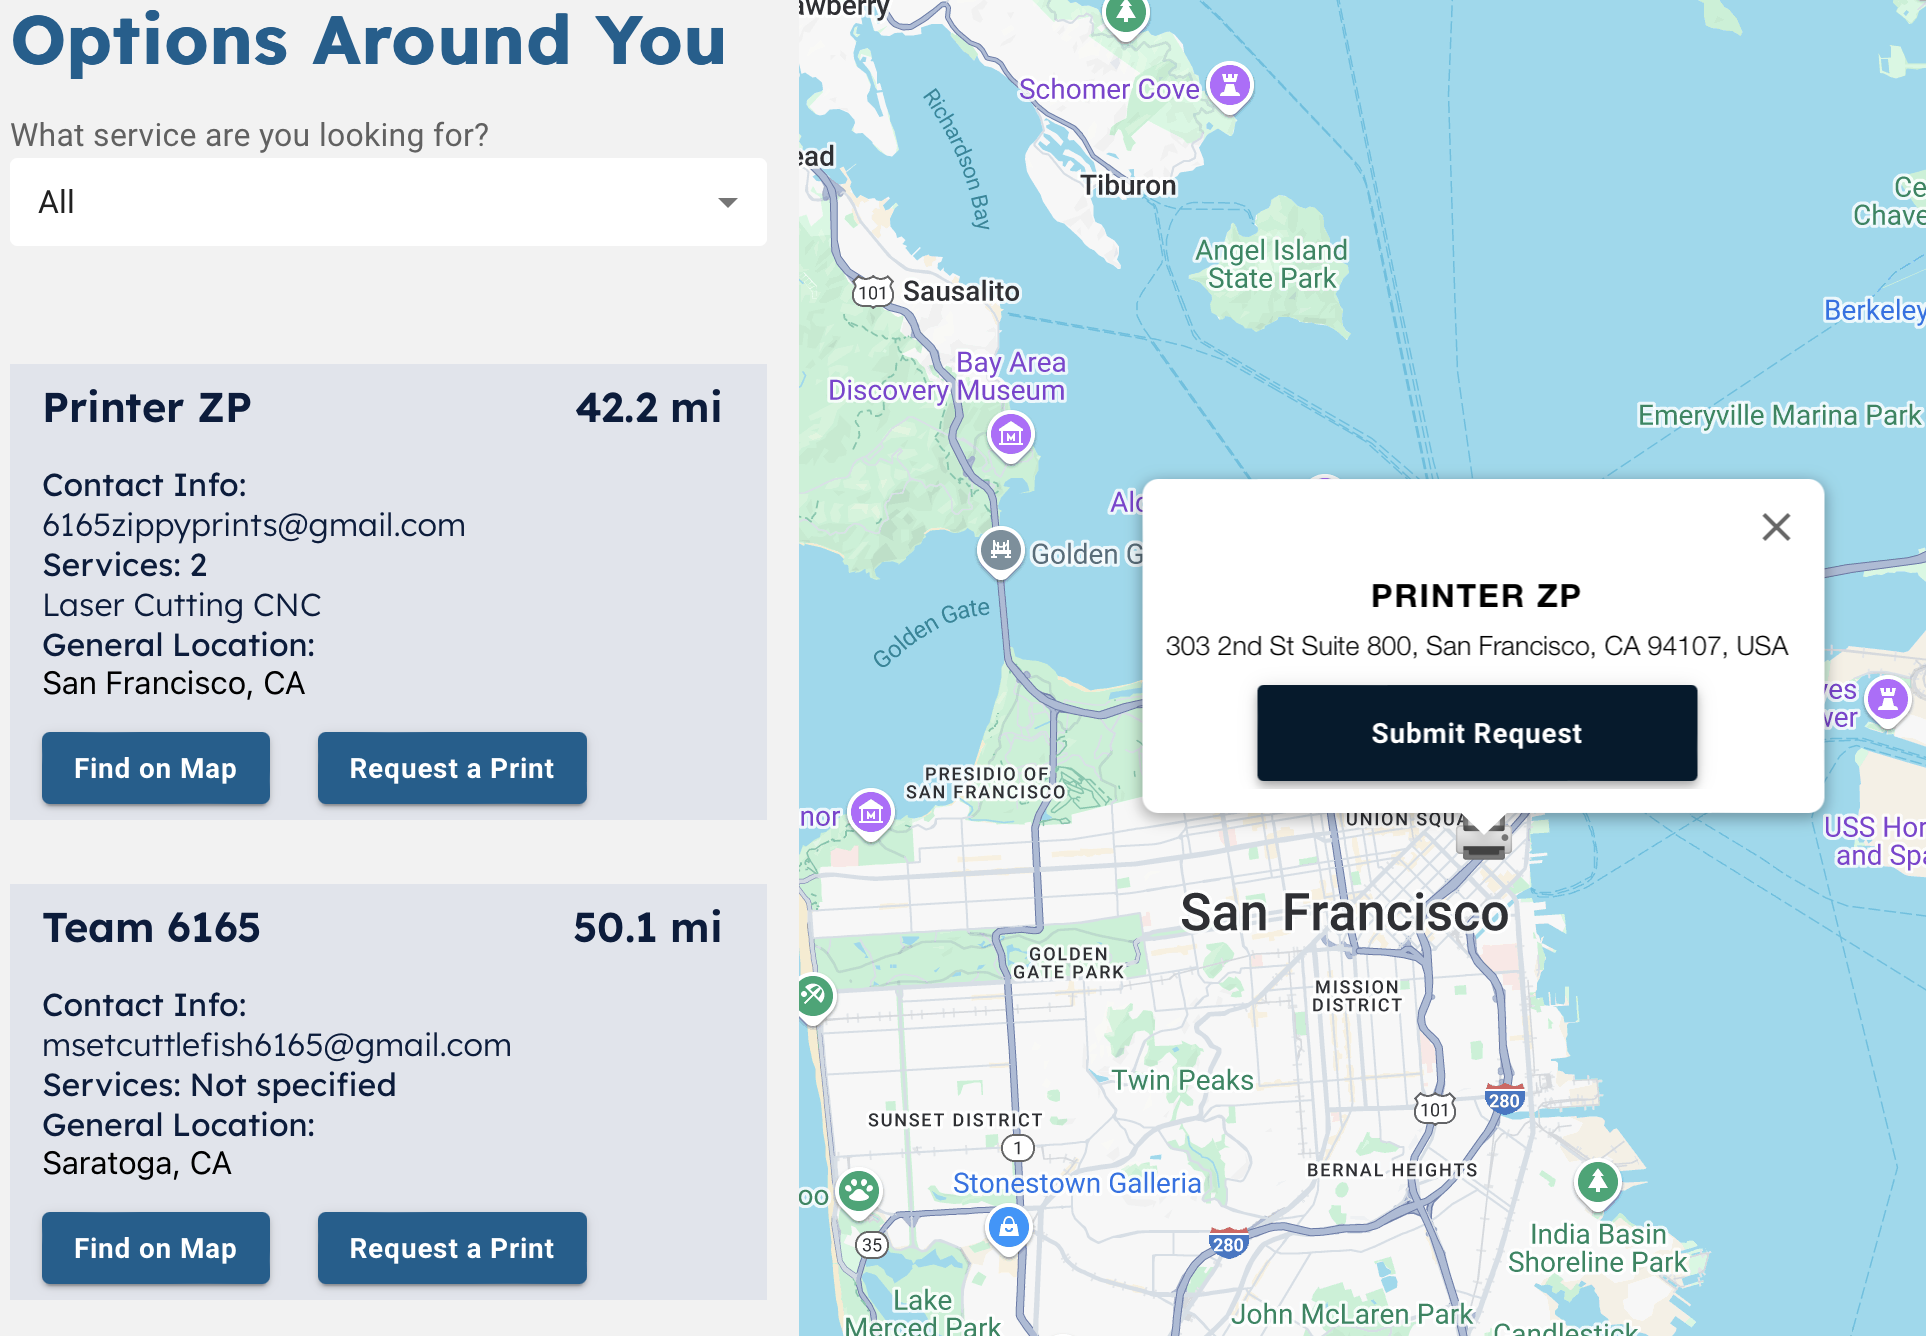 Options Around You
What service are you looking for?
All
Printer ZP
42.2 mi
Contact Info:
6165zippyprints@gmail.com
Services: 2
Laser Cutting CNC
General Location:
San Francisco, CA
Find on Map
Request a Print
Team 6165
50.1 mi
Contact Info:
msetcuttlefish6165@gmail.com
Services: Not specified
General Location:
Saratoga, CA
Find on Map
Request a Print
awberry
Schomer Cove
Richardson Bay
ead
Tiburon
Ce
Chave
Angel Island
State Park
101
Sausalito
Berkeley
Bay Area
Discovery Museum
M
Emeryville Marina Park
Alc
Golden G
Golden Gate
PRINTER ZP
303 2nd St Suite 800, San Francisco, CA 94107, USA
Submit Request
ves
ver
PRESIDIO OF
SAN FRANCISCO
nor
M
UNION SQUA
USS Hor
and Spa
San Francisco
GOLDEN
GATE PARK
MISSION
DISTRICT
Twin Peaks
101
280
SUNSET DISTRICT
1
BERNAL HEIGHTS
Stonestown Galleria
oo
35
280
India Basin
Shoreline Park
Lake
Merced Park
John McLaren Park
Candlestick